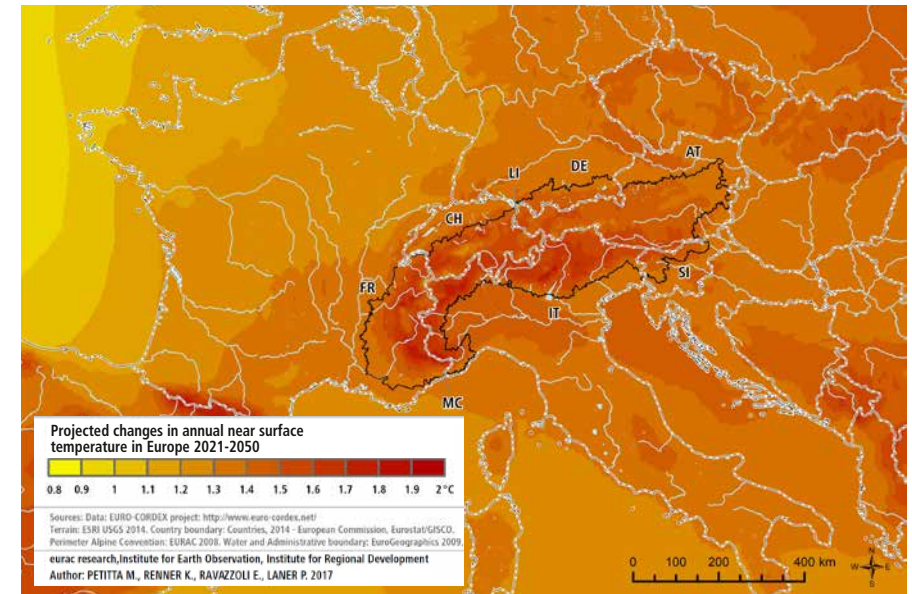 AT
DE
LI
CH
FR
SI
IT
MC
Projected changes in annual near surface
temperature in Europe 2021-2050
0.8 0.9 1 1.1 1.2 1.3 1.4 1.5 1.6 1.7 1.8 1.9 2°C
Sources: Data: EURO-CORDEX project: http://www.euro-cordex.net/
Terrain: ESRI USGS 2014. Country boundary: Countries, 2014 - European Commission, Eurostat/GISCO.
Perimeter Alpine Convention: EURAC 2008. Water and Administrative boundary: EuroGeographics 2009.
eurac research,Institute for Earth Observation, Institute for Regional Development
Author: PETITTA M., RENNER K., RAVAZZOLI E., LANER P. 2017
0 100 200 400 km
N
W E
S